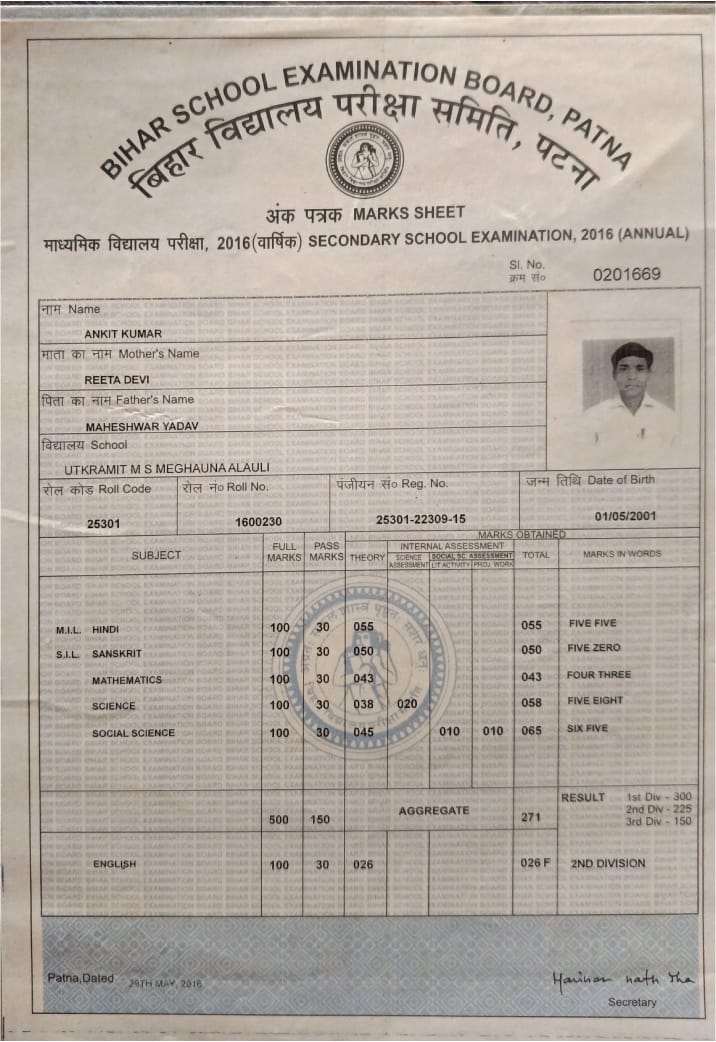 BIHAR SCHOOL EXAMINATION BOARD, PATNA
बिहार विद्यालय परीक्षा समिति, पटना
अंक पत्रक MARKS SHEET
माध्यमिक विद्यालय परीक्षा, 2016(वार्षिक) SECONDARY SCHOOL EXAMINATION, 2016 (ANNUAL)
Sl. No.
क्रम सं० 0201669
नाम Name
ANKIT KUMAR
माता का नाम Mother's Name
REETA DEVI
पिता का नाम Father's Name
MAHESHWAR YADAV
विद्यालय School
UTKRAMIT M S MEGHAUNA ALAULI
रोल कोड Roll Code रोल नं० Roll No. पंजीयन सं० Reg. No. जन्म तिथि Date of Birth
25301 1600230 25301-22309-15 01/05/2001
MARKS OBTAINED
SUBJECT FULL MARKS PASS MARKS THEORY INTERNAL ASSESSMENT TOTAL MARKS IN WORDS
SCIENCE ASSESSMENT SOCIAL SC. ASSESSMENT
LIT ACTIVITY PROJ. WORK
M.I.L. HINDI 100 30 055 055 FIVE FIVE
S.I.L. SANSKRIT 100 30 050 050 FIVE ZERO
MATHEMATICS 100 30 043 043 FOUR THREE
SCIENCE 100 30 038 020 058 FIVE EIGHT
SOCIAL SCIENCE 100 30 045 010 010 065 SIX FIVE
500 150 AGGREGATE 271 RESULT 1st Div - 300
2nd Div - 225
3rd Div - 150
ENGLISH 100 30 026 026 F 2ND DIVISION
Patna,Dated 29TH MAY, 2016
Harihar nath Jha
Secretary